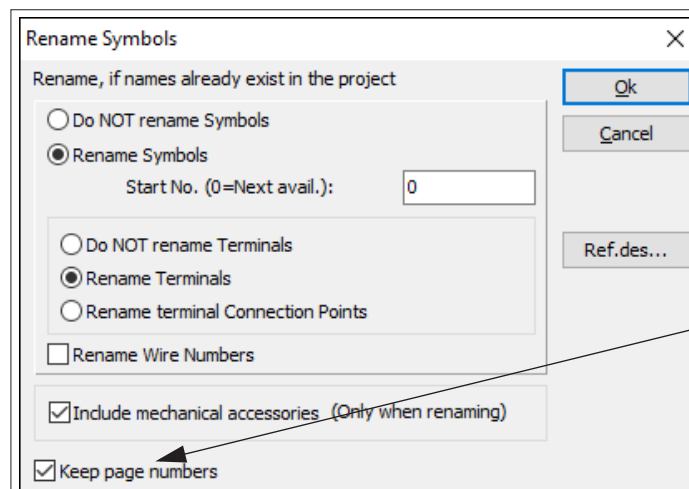 Rename Symbols
Rename, if names already exist in the project
Ok
Do NOT rename Symbols
Cancel
Rename Symbols
Start No. (0=Next avail.):
0
Do NOT rename Terminals
Ref.des...
Rename Terminals
Rename terminal Connection Points
Rename Wire Numbers
Include mechanical accessories (Only when renaming)
Keep page numbers